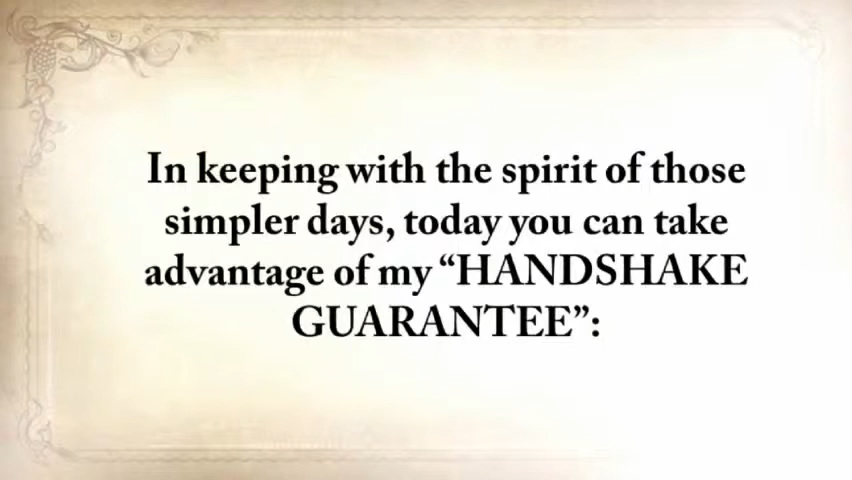 In keeping with the spirit of those
simpler days, today you can take
advantage of my “HANDSHAKE
GUARANTEE”: